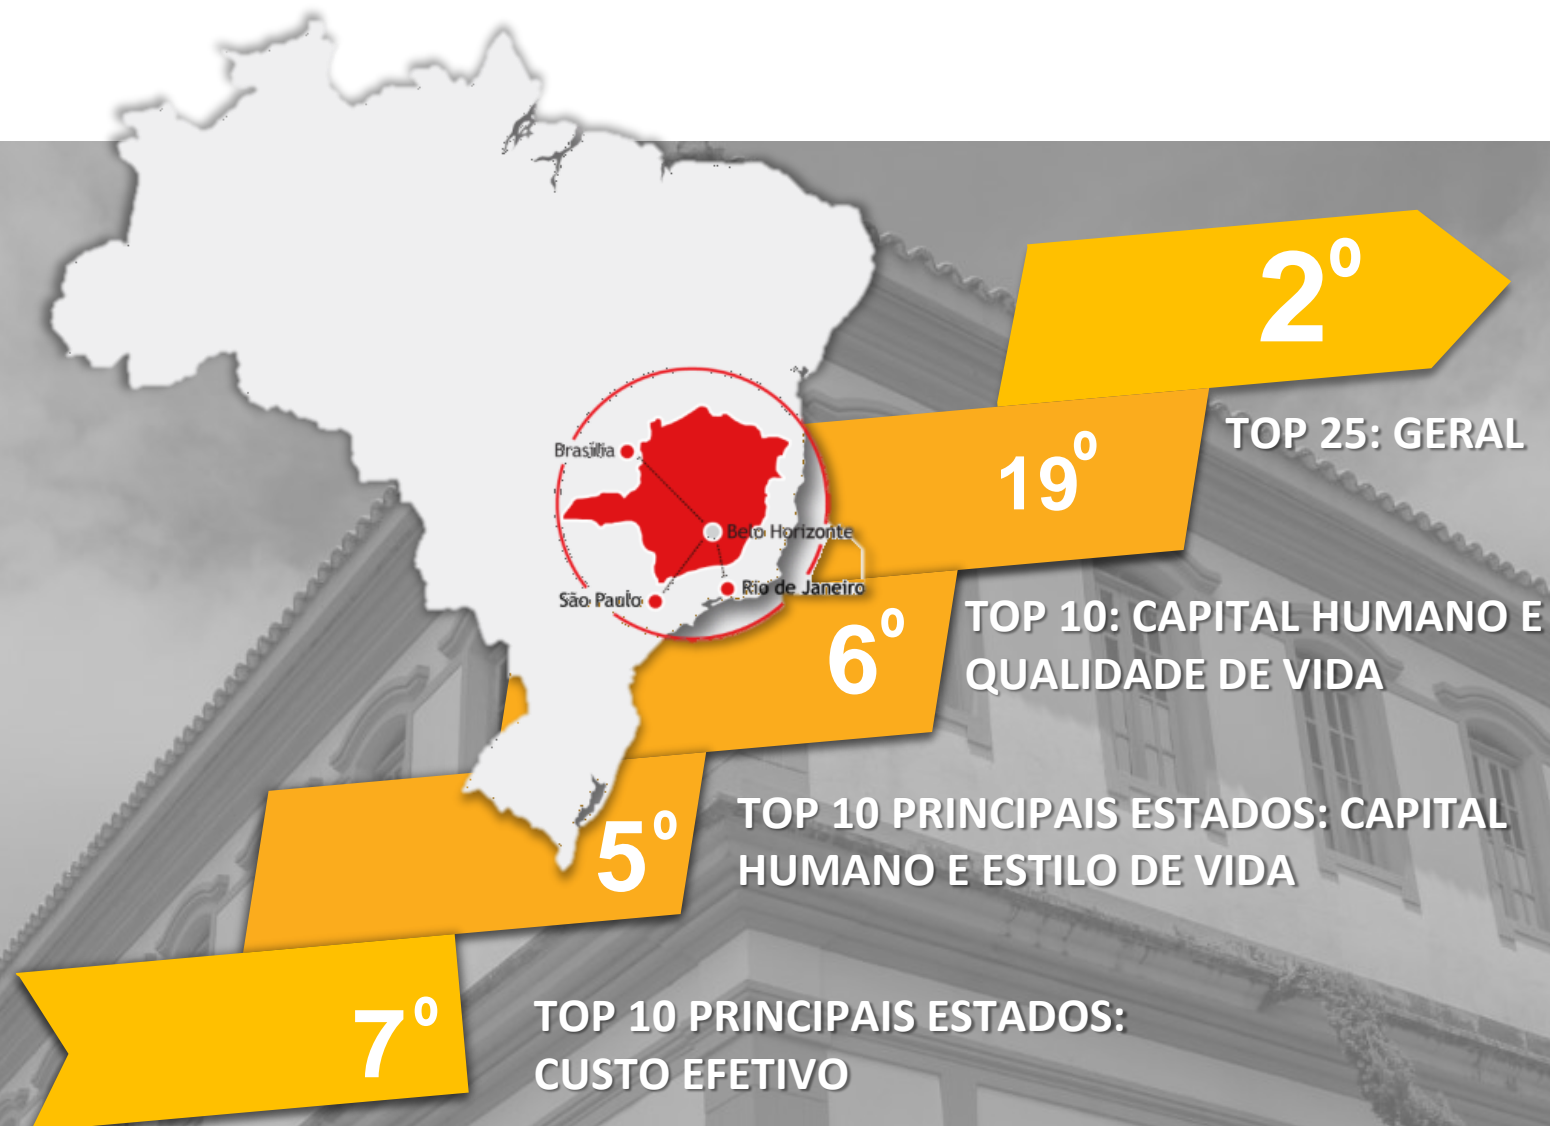 2º
19º
TOP 25: GERAL
Brasília
Belo Horizonte
Rio de Janeiro
São Paulo
6º
TOP 10: CAPITAL HUMANO E
QUALIDADE DE VIDA
5º
TOP 10 PRINCIPAIS ESTADOS: CAPITAL
HUMANO E ESTILO DE VIDA
7º
TOP 10 PRINCIPAIS ESTADOS:
CUSTO EFETIVO